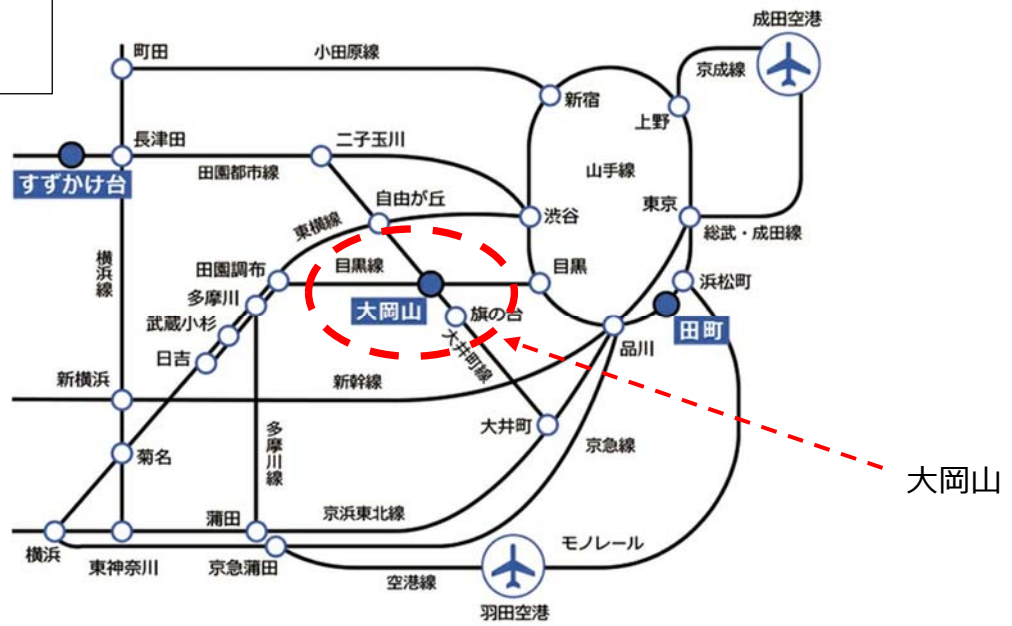 成田空港
町田
小田原線
京成線
新宿
上野
長津田
二子玉川
すずかけ台
田園都市線
山手線
自由が丘
東京
渋谷
東横線
総武・成田線
横浜線
田園調布
目黒線
目黒
浜松町
多摩川
大岡山
旗の台
武蔵小杉
田町
日吉
大井町線
品川
新横浜
新幹線
大井町
多摩川線
京急線
菊名
大岡山
蒲田
京浜東北線
モノレール
横浜
東神奈川
京急蒲田
空港線
羽田空港